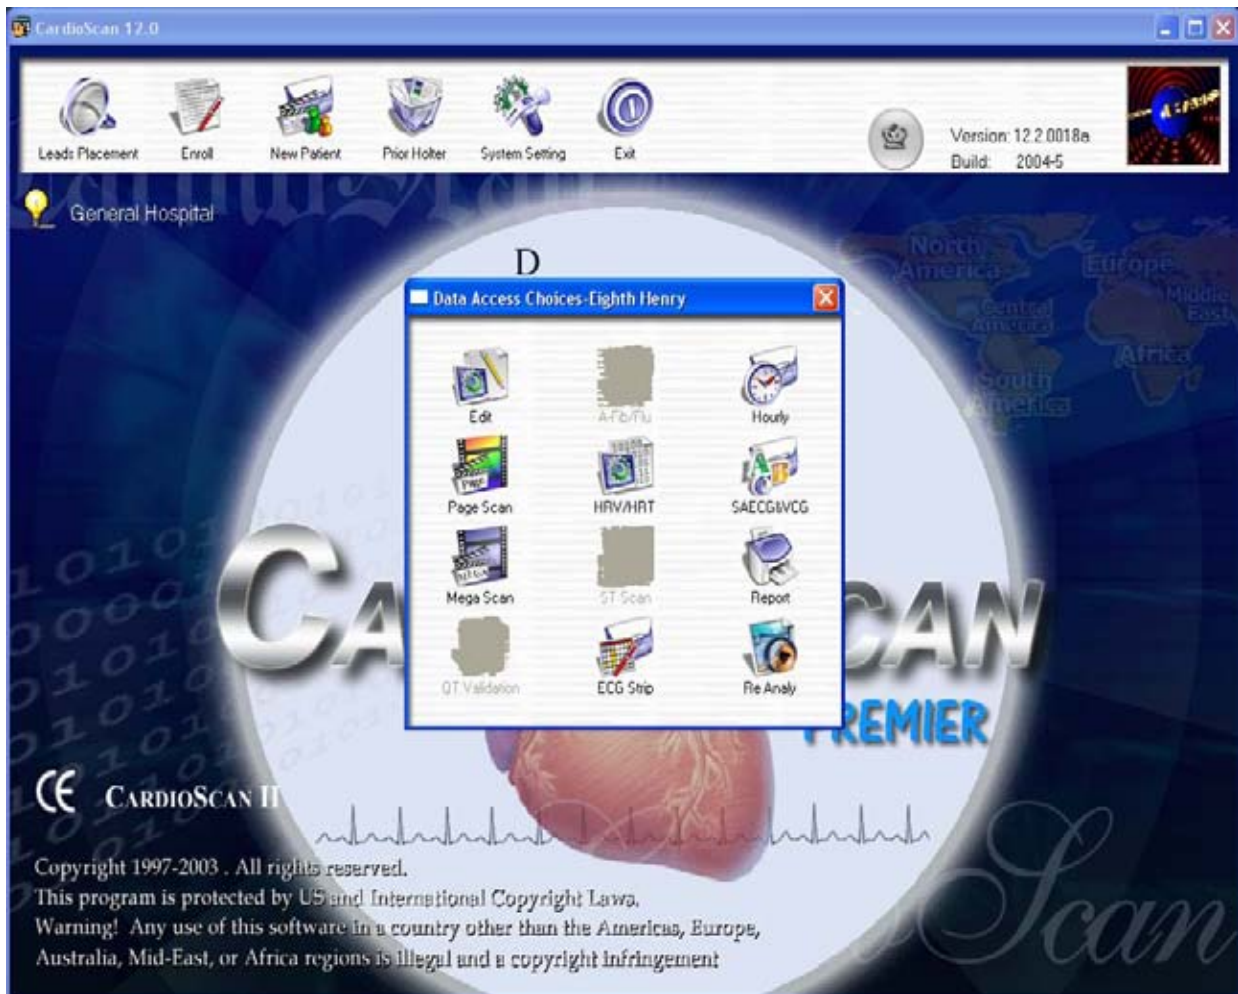 CardioScan 12.0
Leads Placement
Enroll
New Patient
Prior Holter
System Setting
Exit
Version: 12.2.0018a
Build: 2004-5
General Hospital
North
America
Europe
Middle
East
Central
America
Africa
South
America
D
Data Access Choices-Eighth Henry
Edit
A-Fib/Flu
Hourly
Page Scan
HRV/HRT
SAECG&VCG
Mega Scan
ST Scan
Report
QT Validation
ECG Strip
Re Analy
CA
CAN
PREMIER
CE CARDIOSCAN II
Copyright 1997-2003 . All rights reserved.
This program is protected by US and International Copyright Laws.
Warning! Any use of this software in a country other than the Americas, Europe,
Australia, Mid-East, or Africa regions is illegal and a copyright infringement
Scan